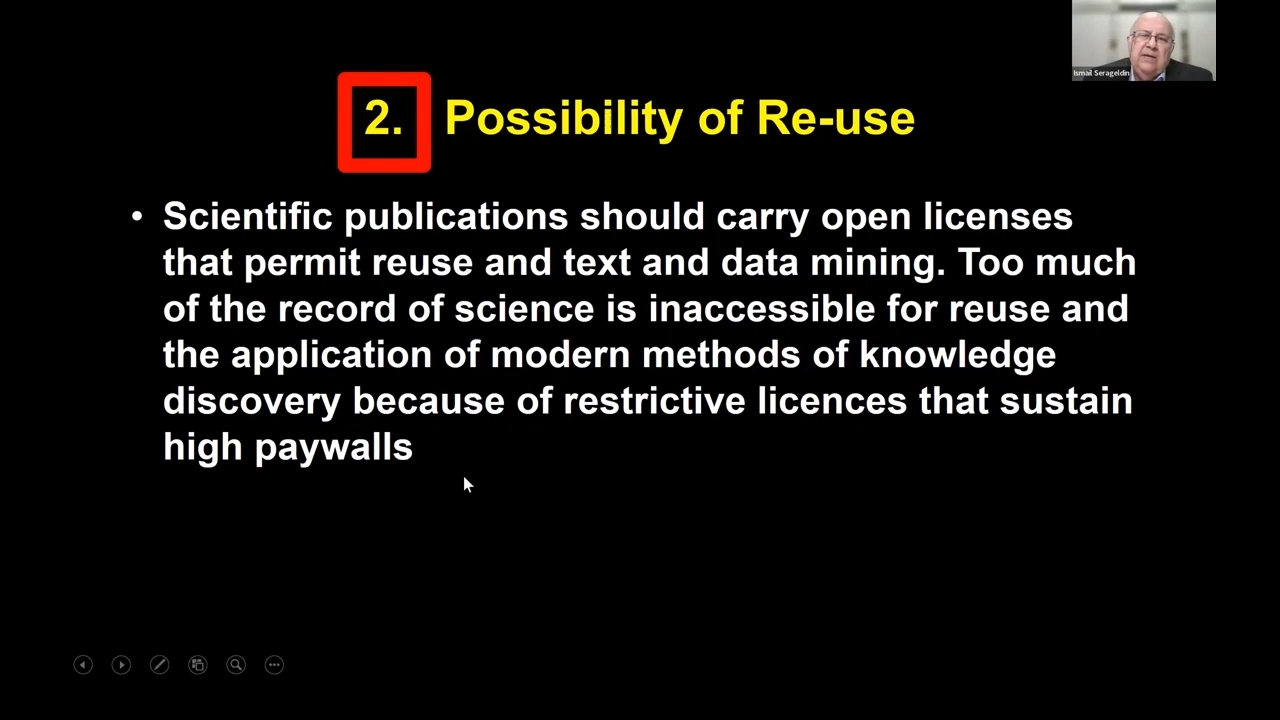 Ismail Serageldin
2. Possibility of Re-use
• Scientific publications should carry open licenses
that permit reuse and text and data mining. Too much
of the record of science is inaccessible for reuse and
the application of modern methods of knowledge
discovery because of restrictive licences that sustain
high paywalls